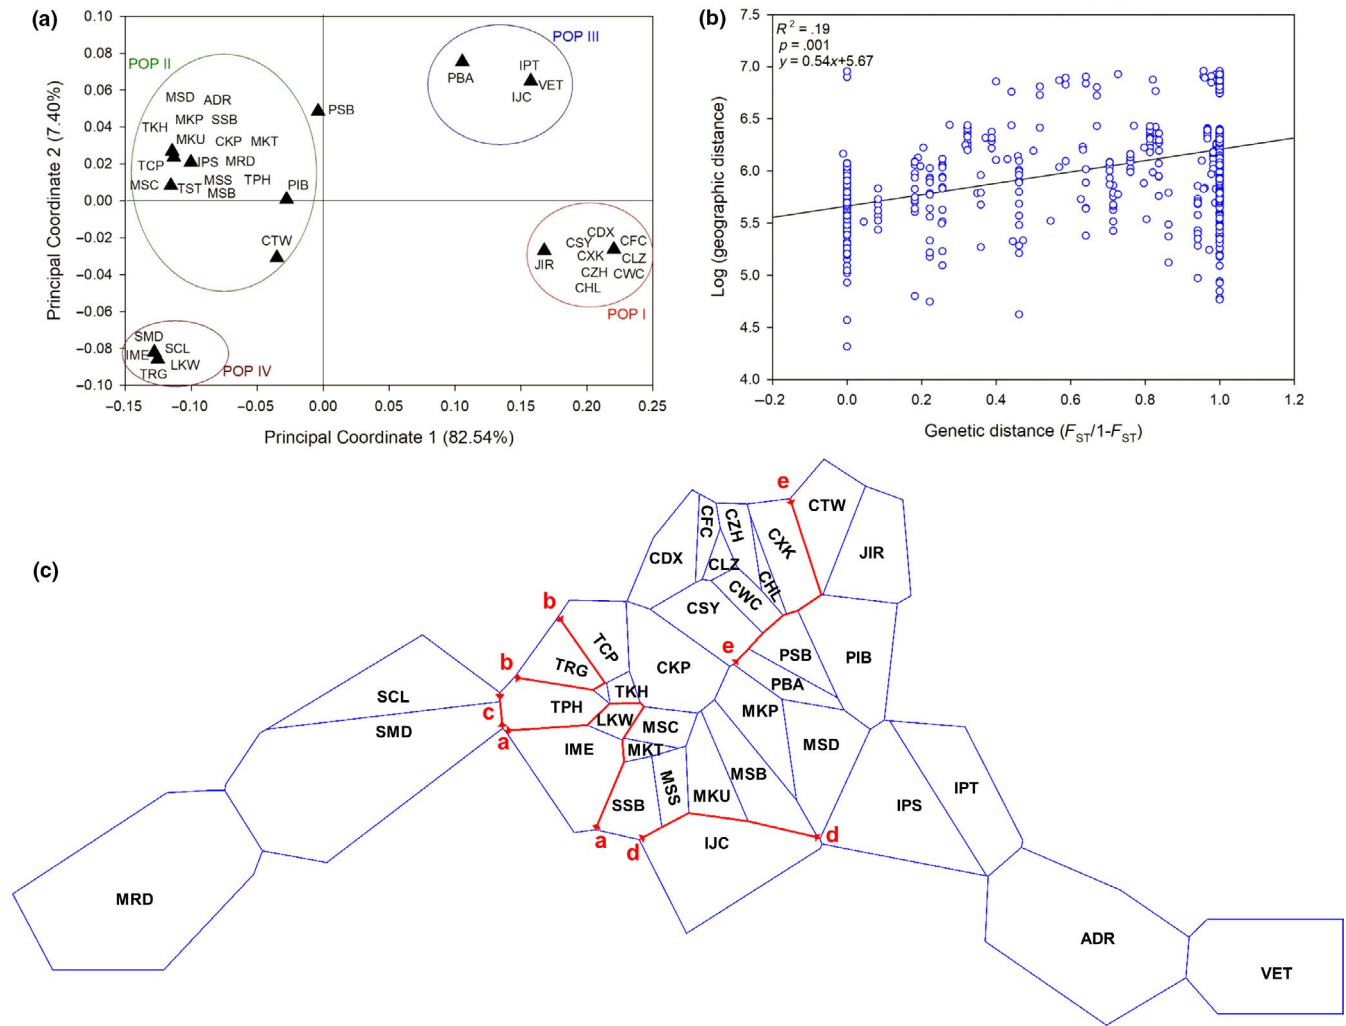 (a)
0.10
0.08
0.06
0.04
0.02
0.00
−0.02
−0.04
−0.06
−0.08
−0.10
Principal Coordinate 2 (7.40%)
POP III
POP II
PBA
IPT
VET
IJC
MSD
ADR
PSB
MKP
SSB
TKH
MKU
CKP
MKT
TCP
IPS
MRD
MSC
TST
MSS
TPH
PIB
MSB
CTW
CDX
CSY
CFC
JIR
CXK
CLZ
CZH
CWC
CHL
POP I
SMD
IME
SCL
LKW
TRG
POP IV
−0.15
−0.10
−0.05
0.00
0.05
0.10
0.15
0.20
0.25
Principal Coordinate 1 (82.54%)
(b)
R² = .19
p = .001
y = 0.54x+5.67
7.5
7.0
6.5
6.0
5.5
5.0
4.5
4.0
Log (geographic distance)
−0.2
0.0
0.2
0.4
0.6
0.8
1.0
1.2
Genetic distance (FST/1-FST)
(c)
e
CTW
CFC
CZH
CXK
CDX
JIR
CLZ
CHL
CWC
b
CSY
TCP
e
PSB
PIB
b
TRG
CKP
PBA
TKH
SCL
c
TPH
LKW
MKP
SMD
MSC
a
IME
MKT
MSD
MSB
MSS
MKU
IPS
IPT
SSB
a
d
IJC
d
MRD
ADR
VET